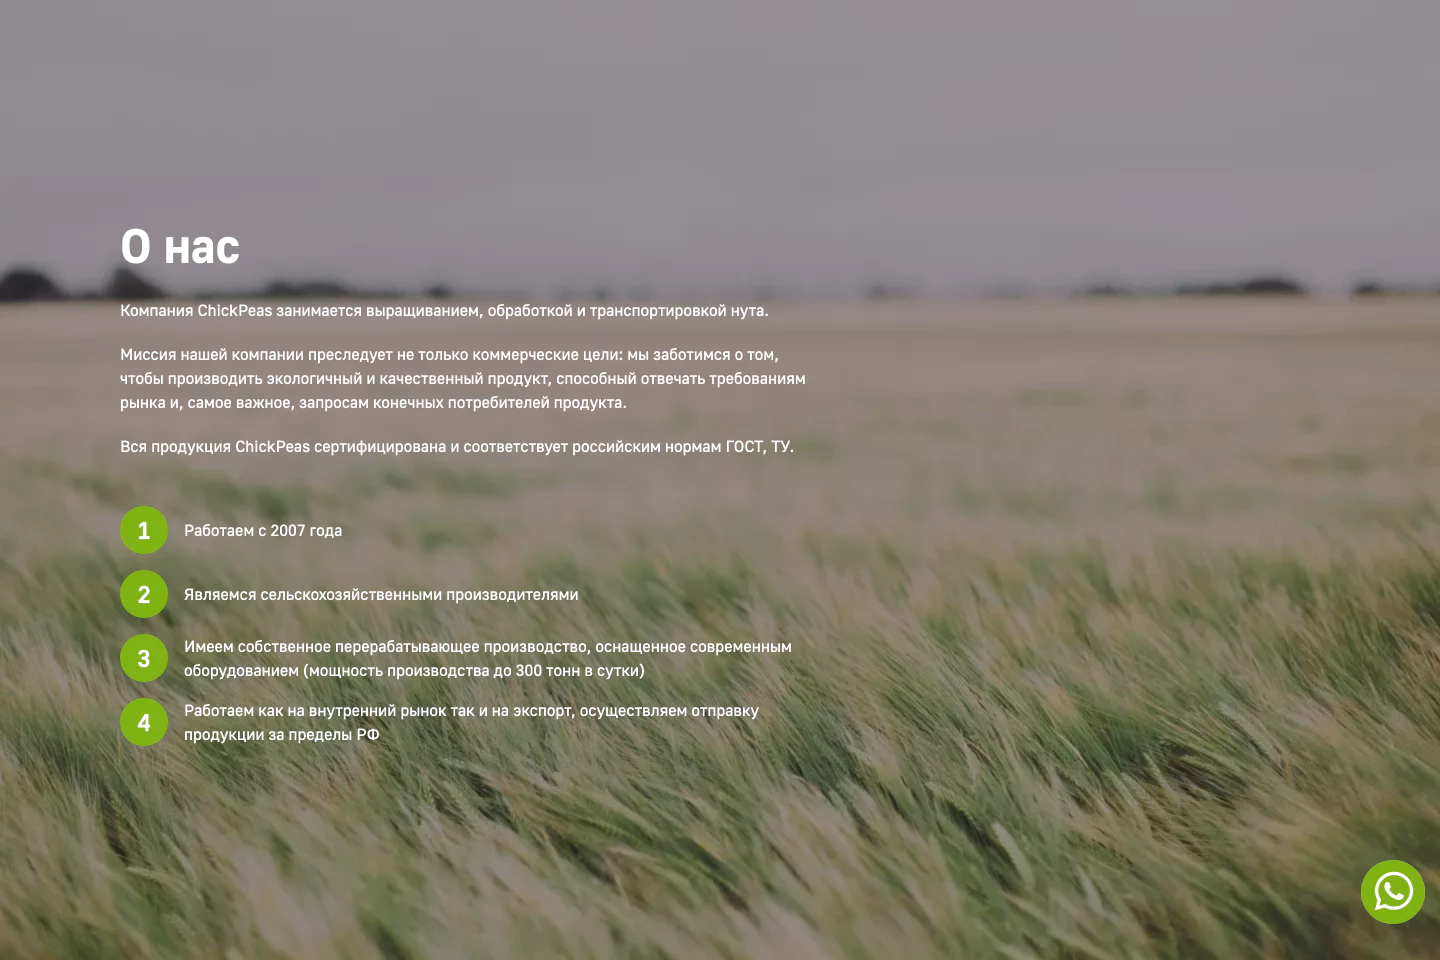 О нас
Компания ChickPeas занимается выращиванием, обработкой и транспортировкой нута.
Миссия нашей компании преследует не только коммерческие цели: мы заботимся о том,
чтобы производить экологичный и качественный продукт, способный отвечать требованиям
рынка и, самое важное, запросам конечных потребителей продукта.
Вся продукция ChickPeas сертифицирована и соответствует российским нормам ГОСТ, ТУ.
1 Работаем с 2007 года
2 Являемся сельскохозяйственными производителями
3 Имеем собственное перерабатывающее производство, оснащенное современным
оборудованием (мощность производства до 300 тонн в сутки)
4 Работаем как на внутренний рынок так и на экспорт, осуществляем отправку
продукции за пределы РФ